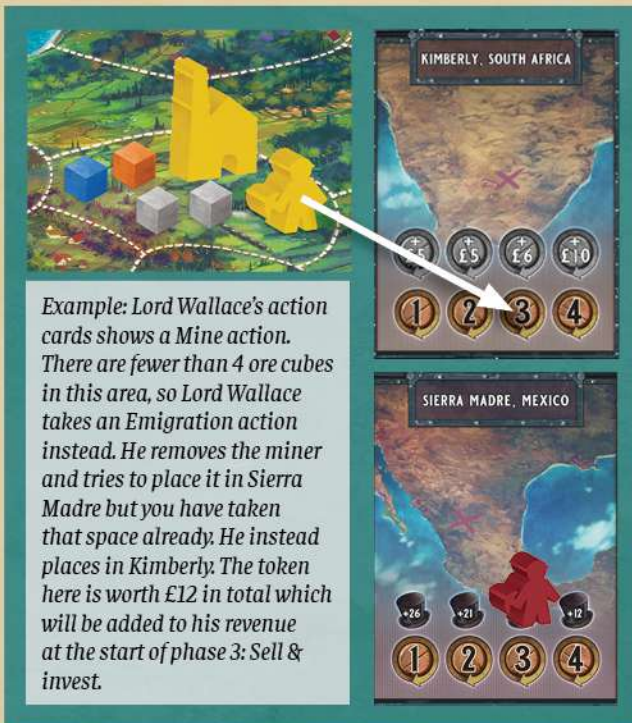 KIMBERLY, SOUTH AFRICA
+
£5
+
£5
+
£6
+
£10
1 2 3 4
Example: Lord Wallace's action
cards shows a Mine action.
There are fewer than 4 ore cubes
in this area, so Lord Wallace
takes an Emigration action
instead. He removes the miner
and tries to place it in Sierra
Madre but you have taken
that space already. He instead
places in Kimberly. The token
here is worth £12 in total which
will be added to his revenue
at the start of phase 3: Sell &
invest.
SIERRA MADRE, MEXICO
+26 +21 +12
1 2 3 4